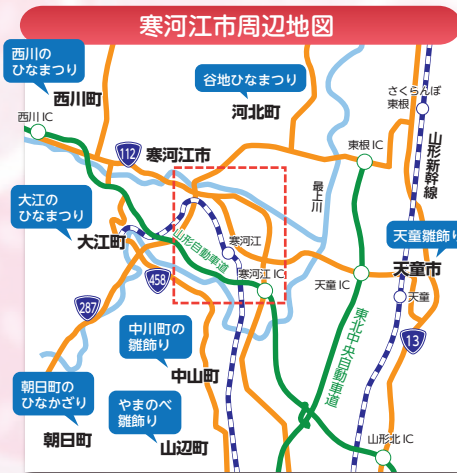 寒河江市周辺地図
西川の
ひなまつり
西川町
西川 IC
谷地ひなまつり
河北町
さくらんぼ
東根
山形新幹線
112
寒河江市
東根 IC
最上川
大江の
ひなまつり
大江町
山形自動車道
寒河江
寒河江 IC
天童雛飾り
天童市
天童 IC
天童
458
287
13
中川町の
雛飾り
中山町
東北中央自動車道
朝日町の
ひなかざり
朝日町
やまのべ
雛飾り
山辺町
山形北 IC